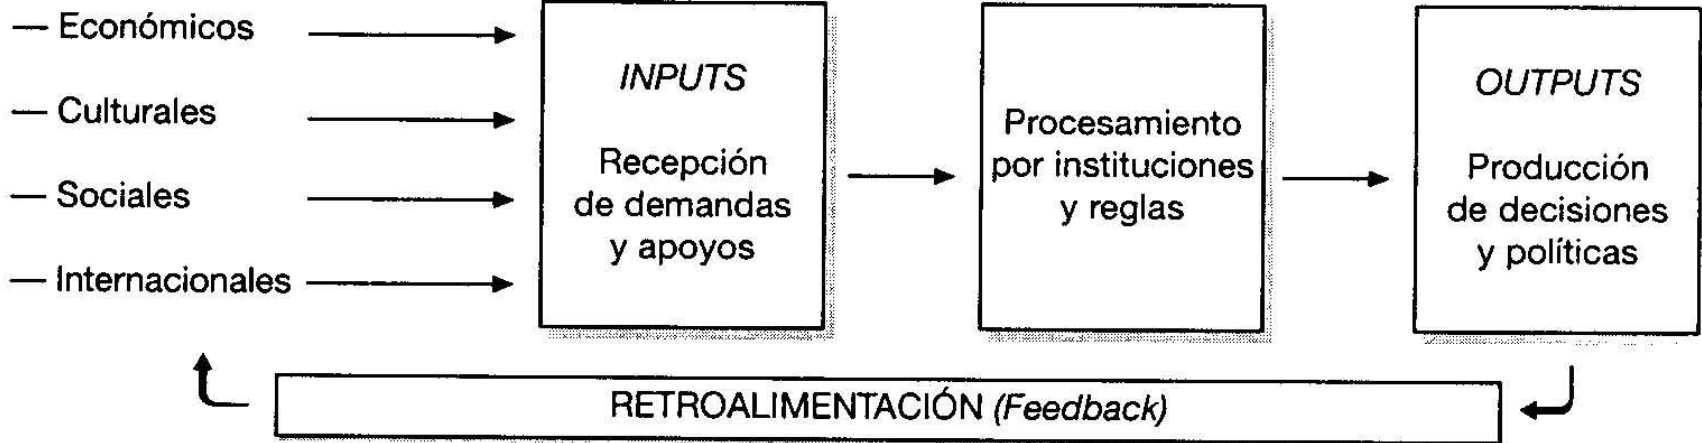 — Económicos
— Culturales
— Sociales
— Internacionales
INPUTS
Recepción
de demandas
y apoyos
Procesamiento
por instituciones
y reglas
OUTPUTS
Producción
de decisiones
y políticas
RETROALIMENTACIÓN (Feedback)